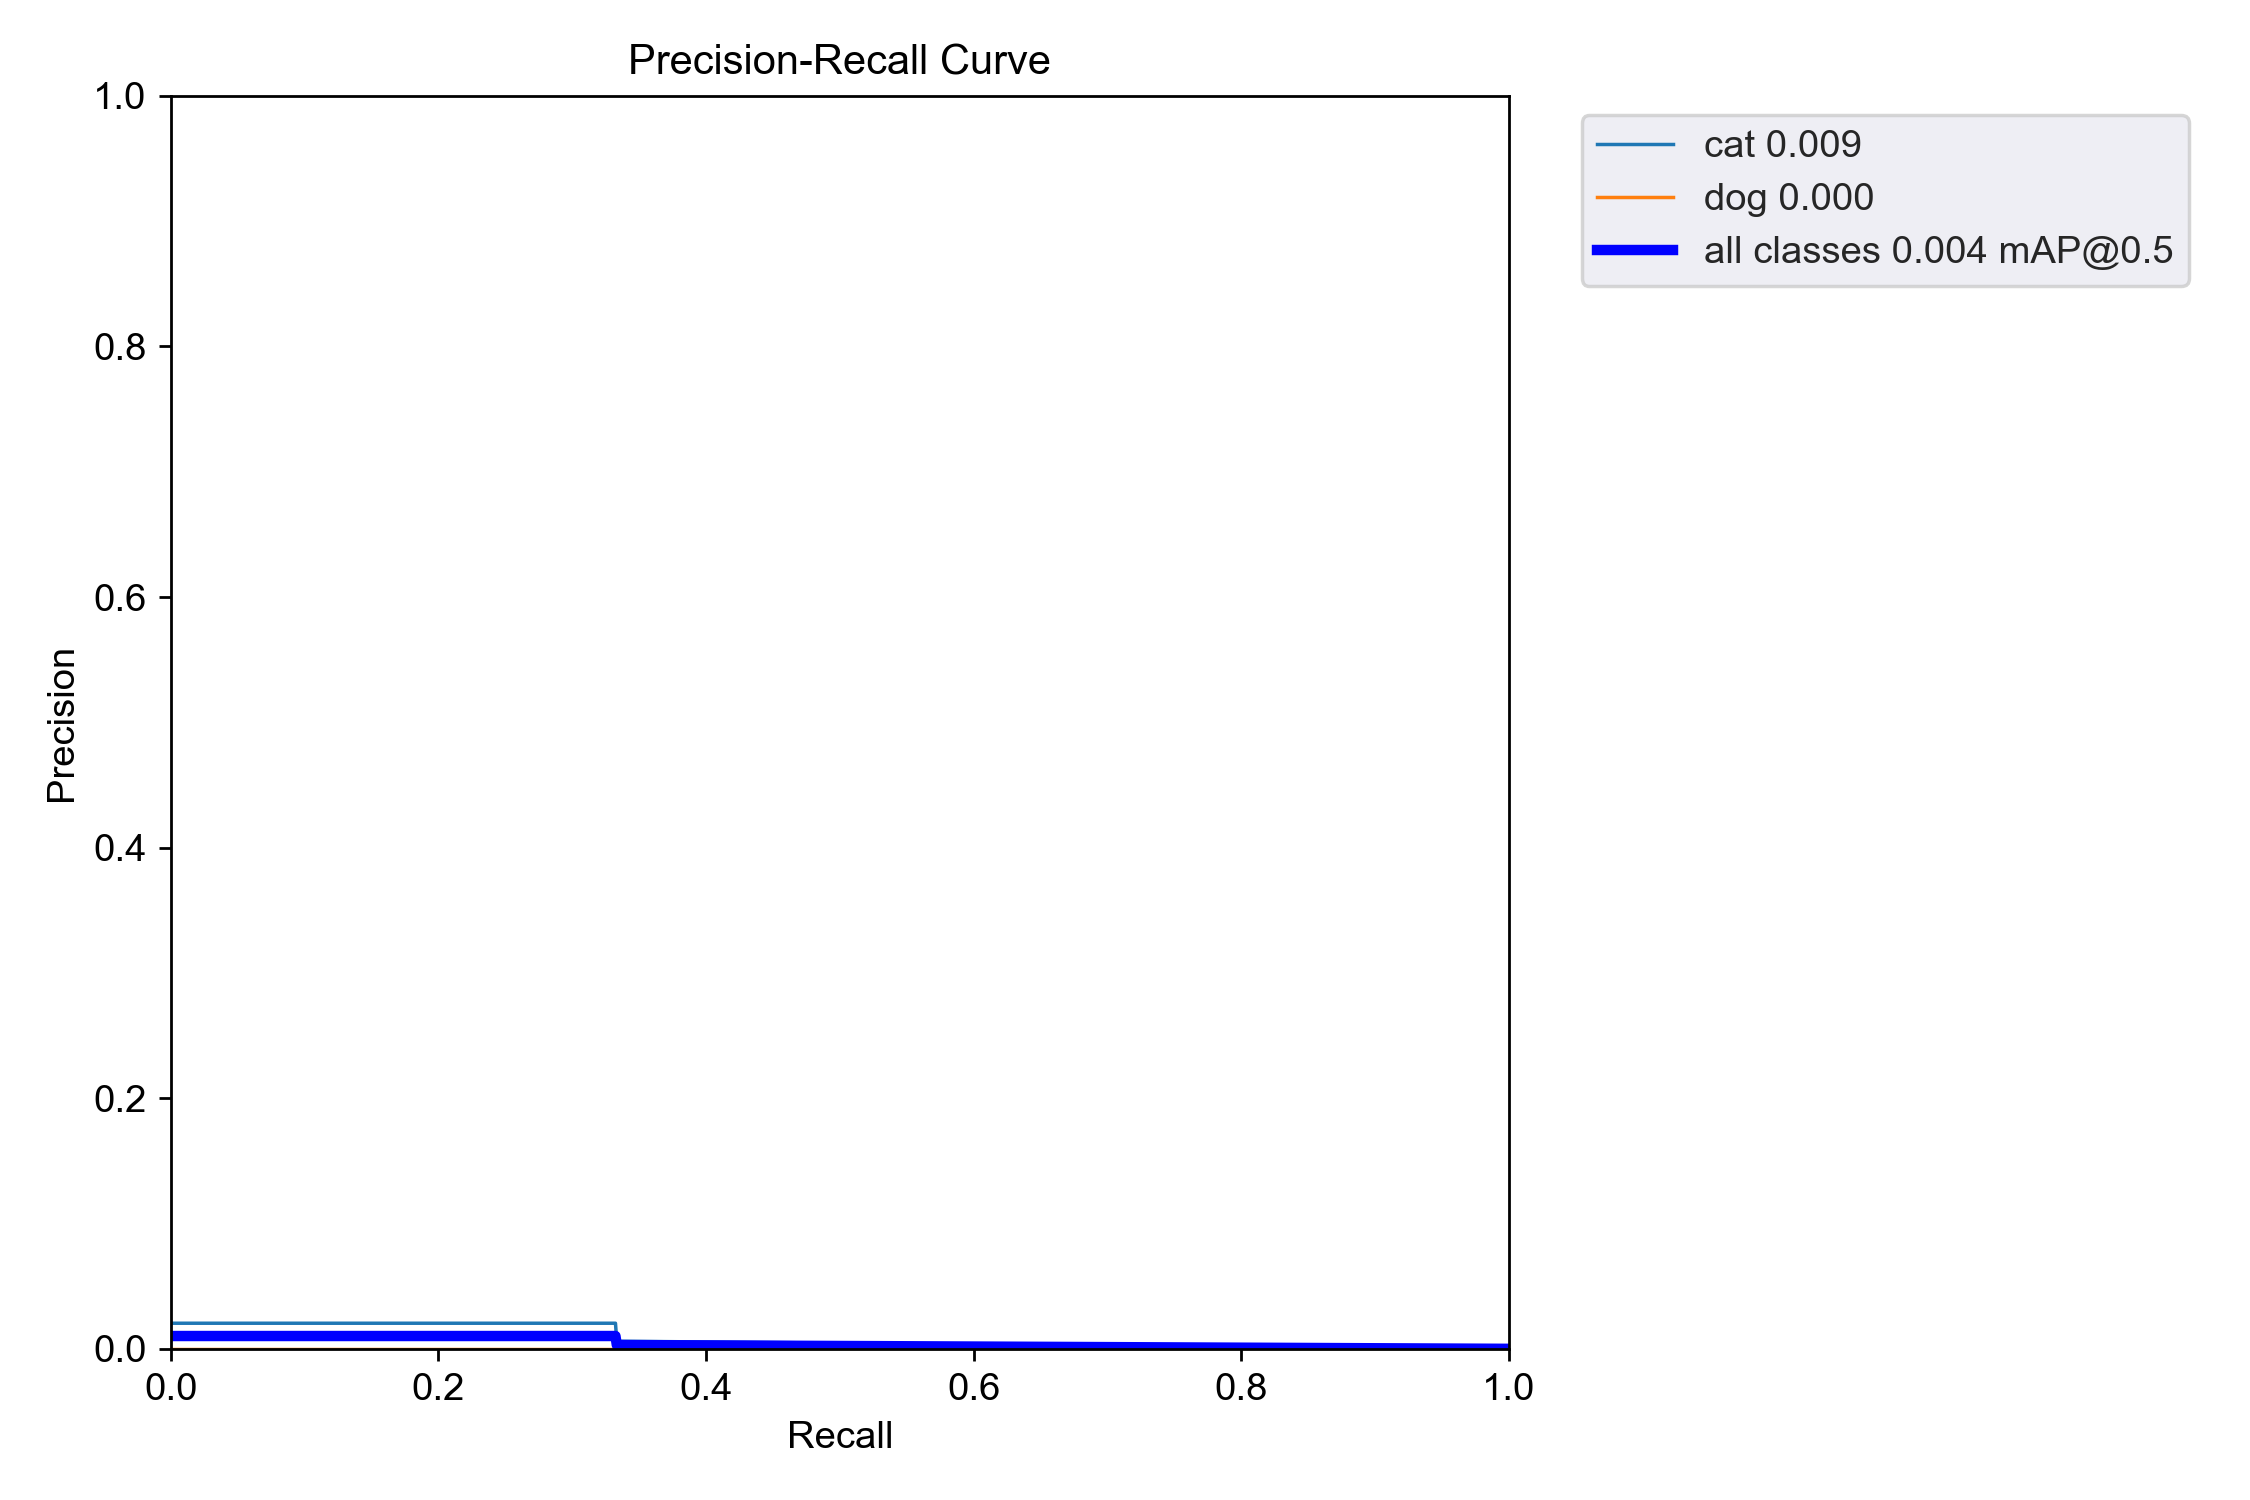 Precision-Recall Curve
cat 0.009
dog 0.000
all classes 0.004 mAP@0.5
1.0
0.8
0.6
0.4
0.2
0.0
Precision
0.0 0.2 0.4 0.6 0.8 1.0
Recall